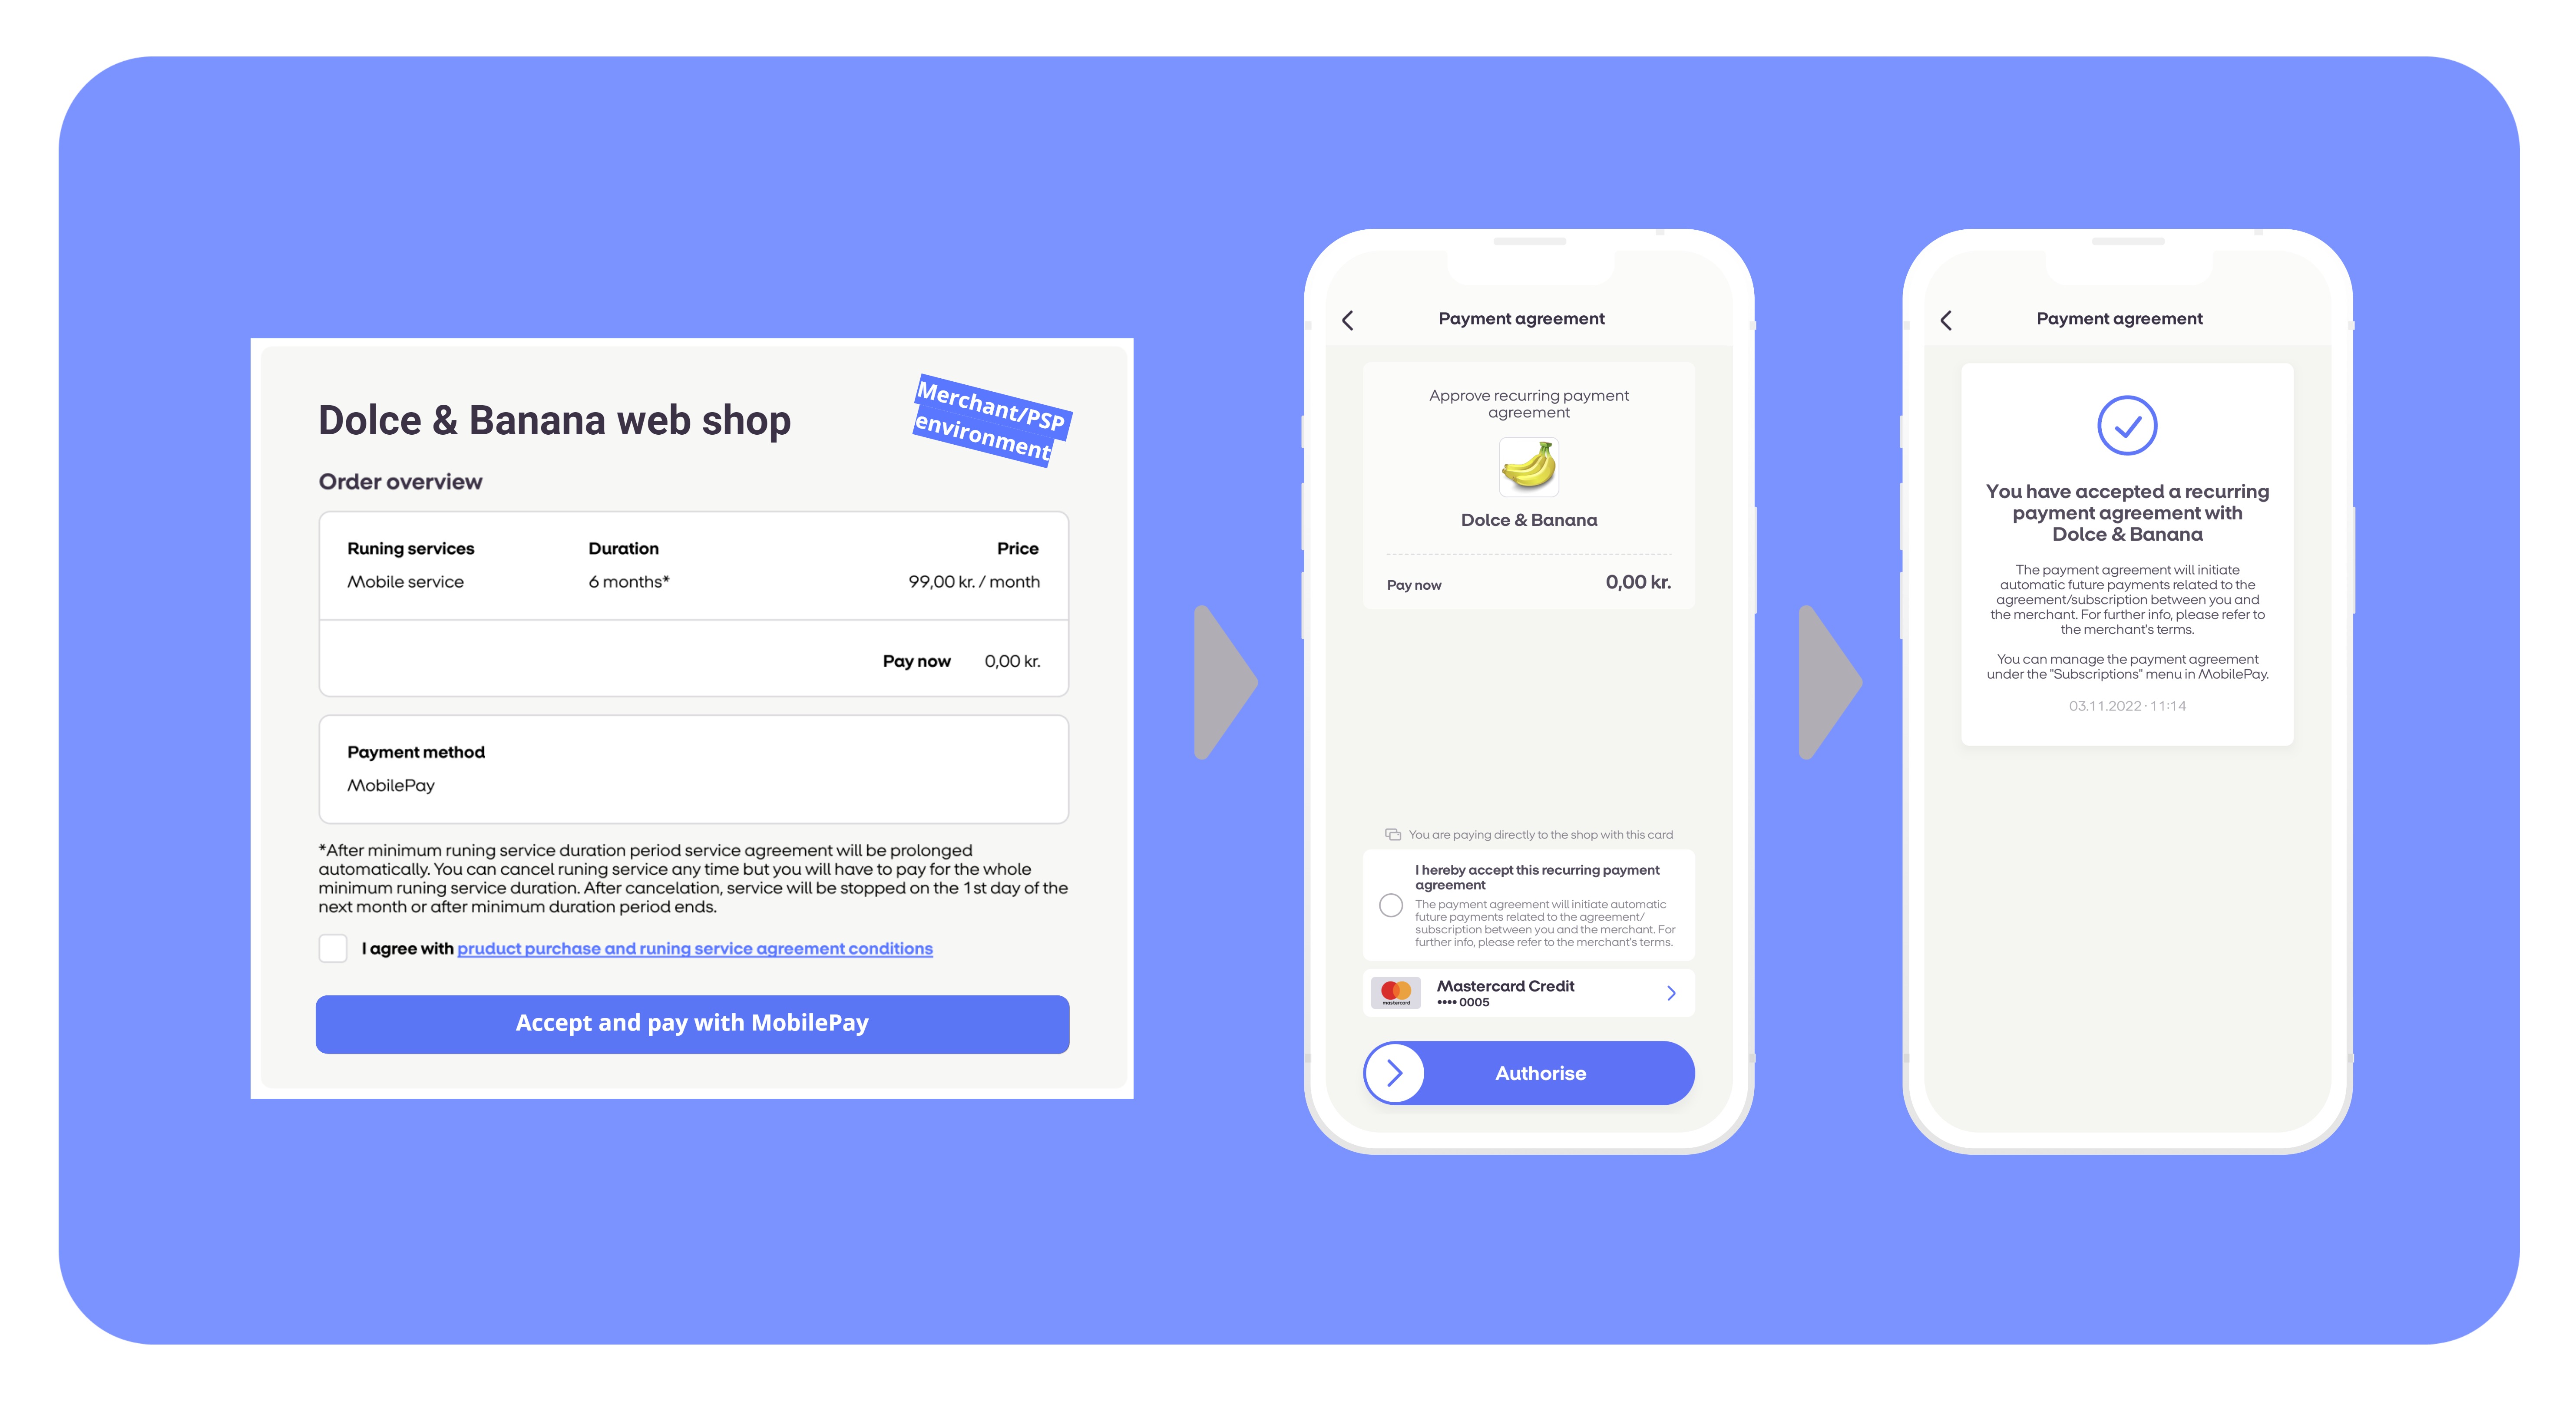 Dolce & Banana web shop
Merchant/PSP
environment
Order overview
Runing services Duration Price
Mobile service 6 months* 99,00 kr. / month
Pay now 0,00 kr.
Payment method
MobilePay
*After minimum runing service duration period service agreement will be prolonged
automatically. You can cancel runing service any time but you will have to pay for the whole
minimum runing service duration. After cancelation, service will be stopped on the 1st day of the
next month or after minimum duration period ends.
I agree with pruduct purchase and runing service agreement conditions
Accept and pay with MobilePay
Payment agreement
Approve recurring payment
agreement
Dolce & Banana
Pay now 0,00 kr.
You are paying directly to the shop with this card
I hereby accept this recurring payment
agreement
The payment agreement will initiate automatic
future payments related to the agreement/
subscription between you and the merchant. For
further info, please refer to the merchant's terms.
mastercard
Mastercard Credit
•••• 0005
Authorise
Payment agreement
You have accepted a recurring
payment agreement with
Dolce & Banana
The payment agreement will initiate
automatic future payments related to the
agreement/subscription between you and
the merchant. For further info, please refer to
the merchant's terms.
You can manage the payment agreement
under the "Subscriptions" menu in MobilePay.
03.11.2022 · 11:14